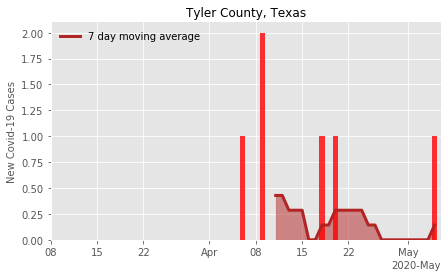 Tyler County, Texas
7 day moving average
New Covid-19 Cases
2.00
1.75
1.50
1.25
1.00
0.75
0.50
0.25
0.00
08 15 22 Apr 08 15 22 May
2020-May